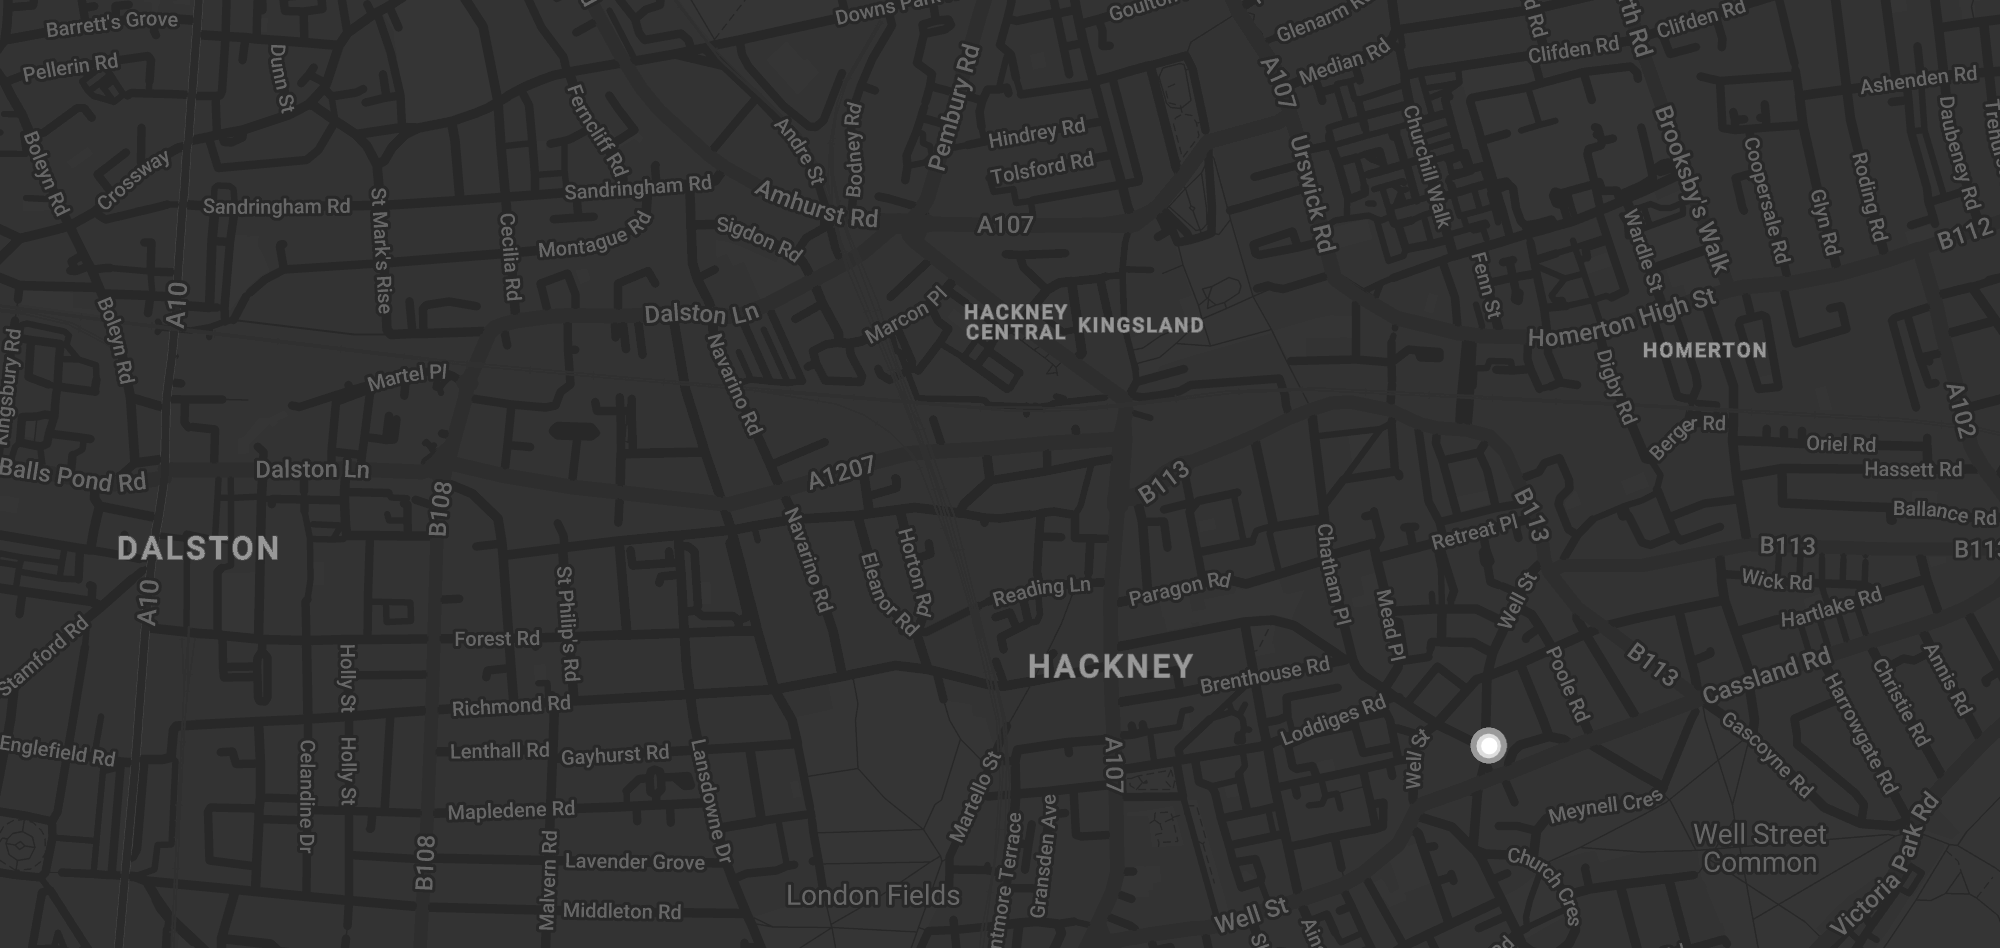 Barrett's Grove
Downs Park
Goulton
Glenarm Rd
Clifden Rd
Pellerin Rd
Dunn St
Pembury Rd
A107
Median Rd
Clifden Rd
Ashenden Rd
Ferncliff Rd
Andre St
Bodney Rd
Hindrey Rd
Churchill Walk
Brooksby's Walk
Daubeney Rd
Boleyn Rd
Crossway
Tolsford Rd
Urswick Rd
Coopersale Rd
Roding Rd
Sandringham Rd
Sandringham Rd
St Mark's Rise
Cecilia Rd
Montague Rd
Amhurst Rd
Sigdon Rd
A107
Wardle St
Glyn Rd
B112
A10
Boleyn Rd
Dalston Ln
Marcon Pl
HACKNEY
CENTRAL
KINGSLAND
Fenn St
Homerton High St
HOMERTON
Kingsbury Rd
Martel Pl
Navarino Rd
Digby Rd
Berger Rd
A102
Oriel Rd
Balls Pond Rd
Dalston Ln
A1207
B113
Hassett Rd
B108
B113
Ballance Rd
DALSTON
Navarino Rd
Eleanor Rd
Horton Rd
Chatham Pl
Retreat Pl
B113
B113
A10
St Philip's Rd
Reading Ln
Paragon Rd
Mead Pl
Well St
Wick Rd
Hartlake Rd
Stamford Rd
Forest Rd
Holly St
HACKNEY
Brenthouse Rd
Poole Rd
B113
Cassland Rd
Annis Rd
Christie Rd
Harrowgate Rd
Richmond Rd
Loddiges Rd
Gascoyne Rd
Englefield Rd
Celandine Dr
Holly St
Lenthall Rd
Gayhurst Rd
Lansdowne Dr
Martello St
A107
Well St
Mapledene Rd
Meynell Cres
Victoria Park Rd
B108
Malvern Rd
Lavender Grove
Gransden Ave
Well Street
Common
Church Cres
London Fields
Middleton Rd
Well St